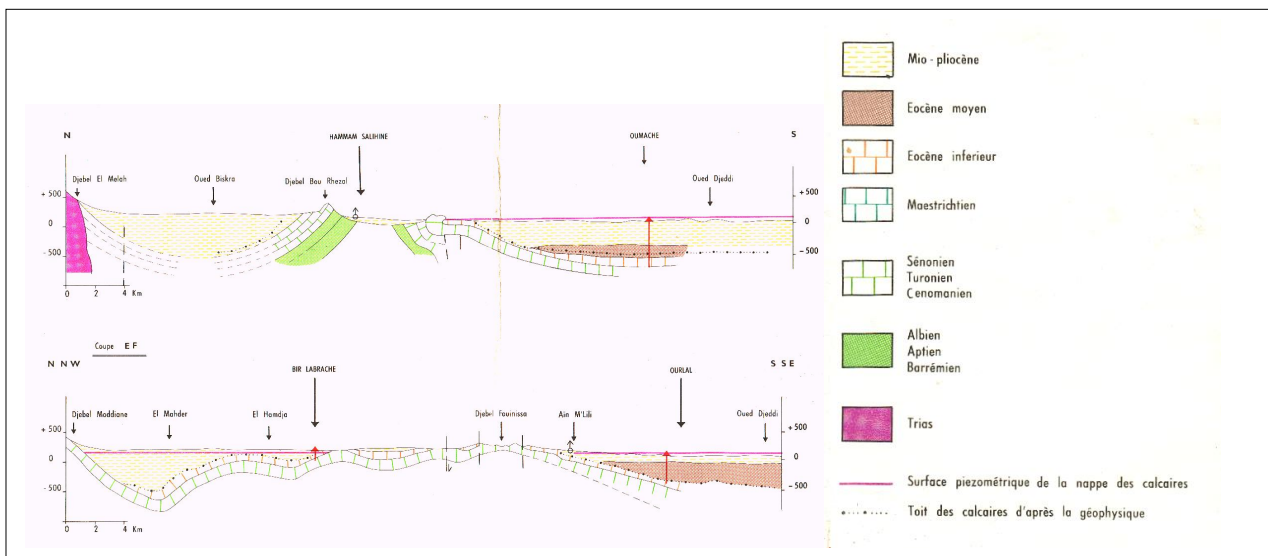 N
HAMMAM SALIHINE
OUMACHE
S
Djebel El Melah
Oued Biskra
Djebel Bou Rhezal
Oued Djeddi
+ 500
0
- 500
+ 500
0
- 500
0 2 4 Km
Coupe E F
N NW
BIR LABRACHE
OURLAL
S SE
Djebel Moddiane
El Mahder
El Hamdja
Djebel Fouinissa
Ain M'Lili
Oued Djeddi
+ 500
0
- 500
+ 500
0
- 500
0 2 4 Km
Mio - pliocène
Eocène moyen
Eocène inferieur
Maestrichtien
Sénonien
Turonien
Cenomanien
Albien
Aptien
Barrémien
Trias
Surface piezométrique de la nappe des calcaires
Toit des calcaires d'après la géophysique